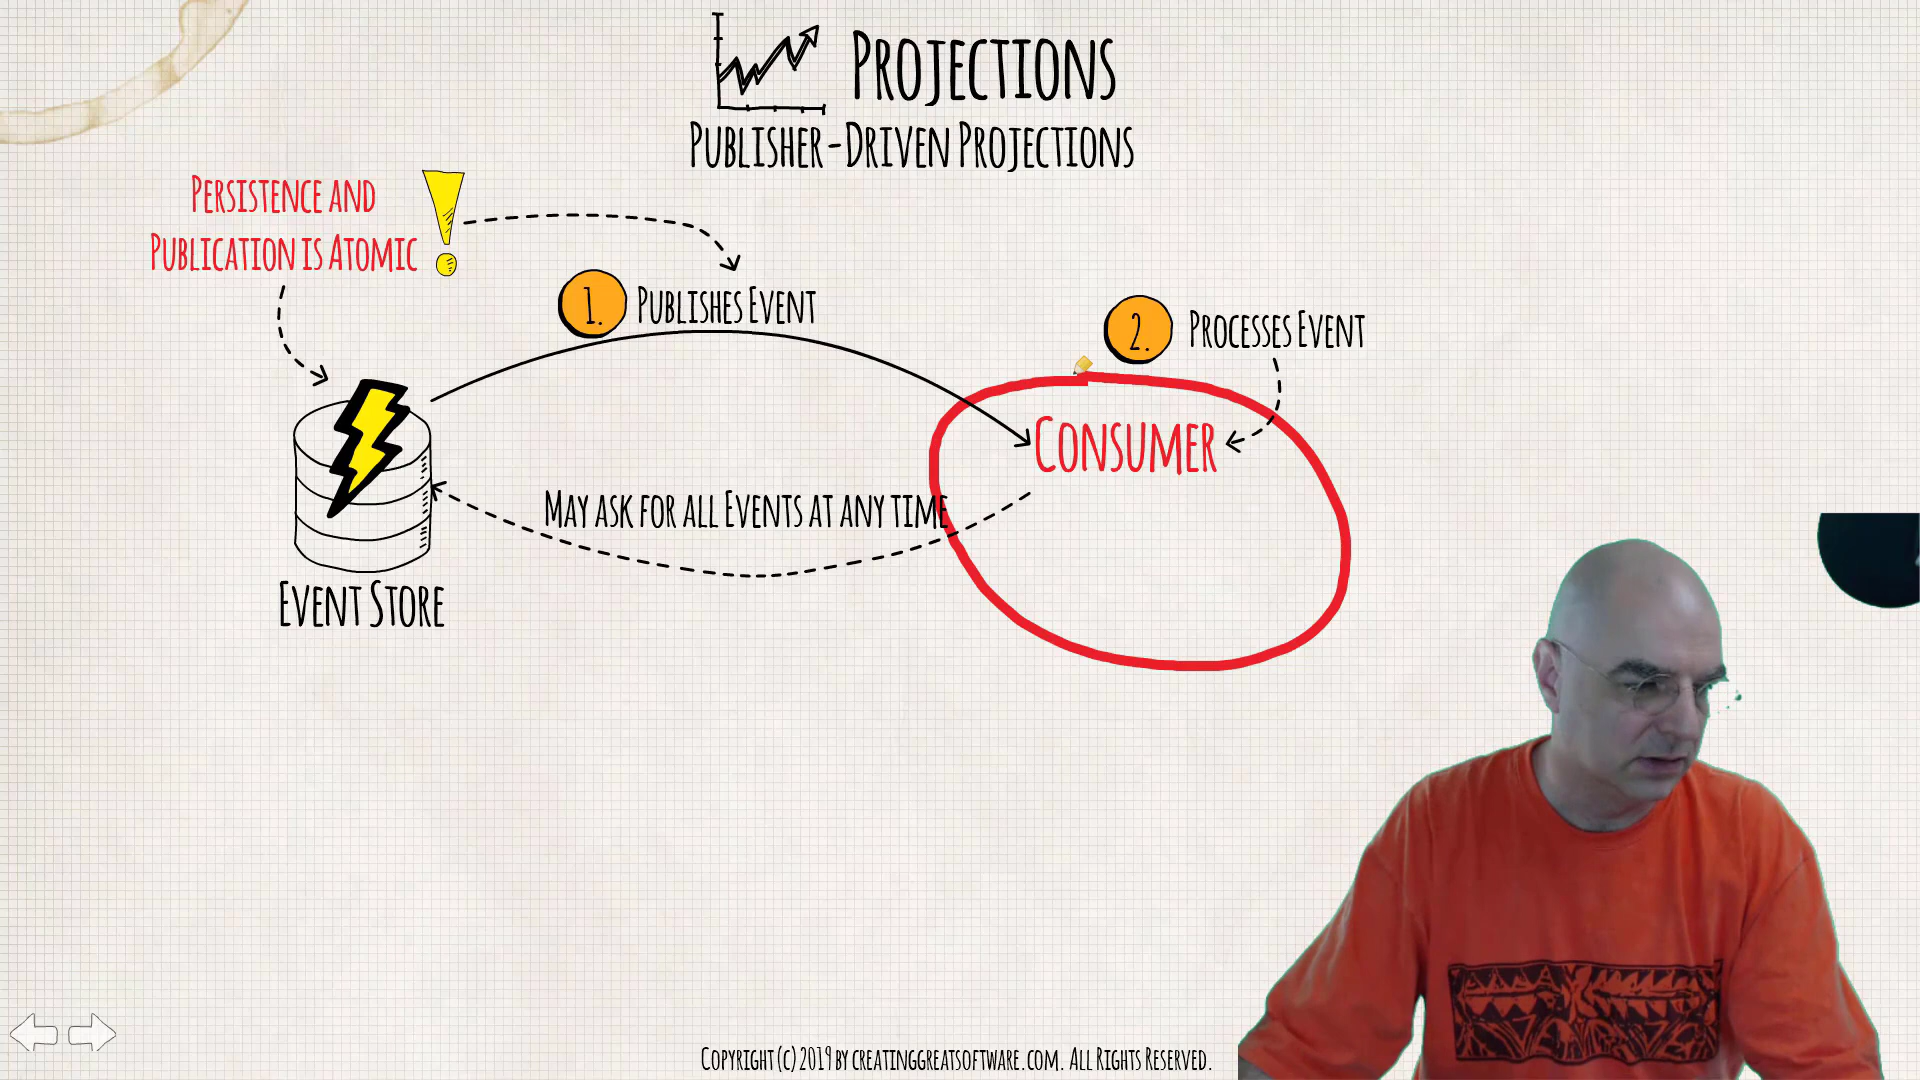 Projections
Publisher-Driven Projections
Persistence and
Publication is Atomic
1. Publishes Event
2. Processes Event
Consumer
May ask for all Events at any time
Event Store
Copyright (c) 2019 by creatinggreatsoftware.com. All Rights Reserved.